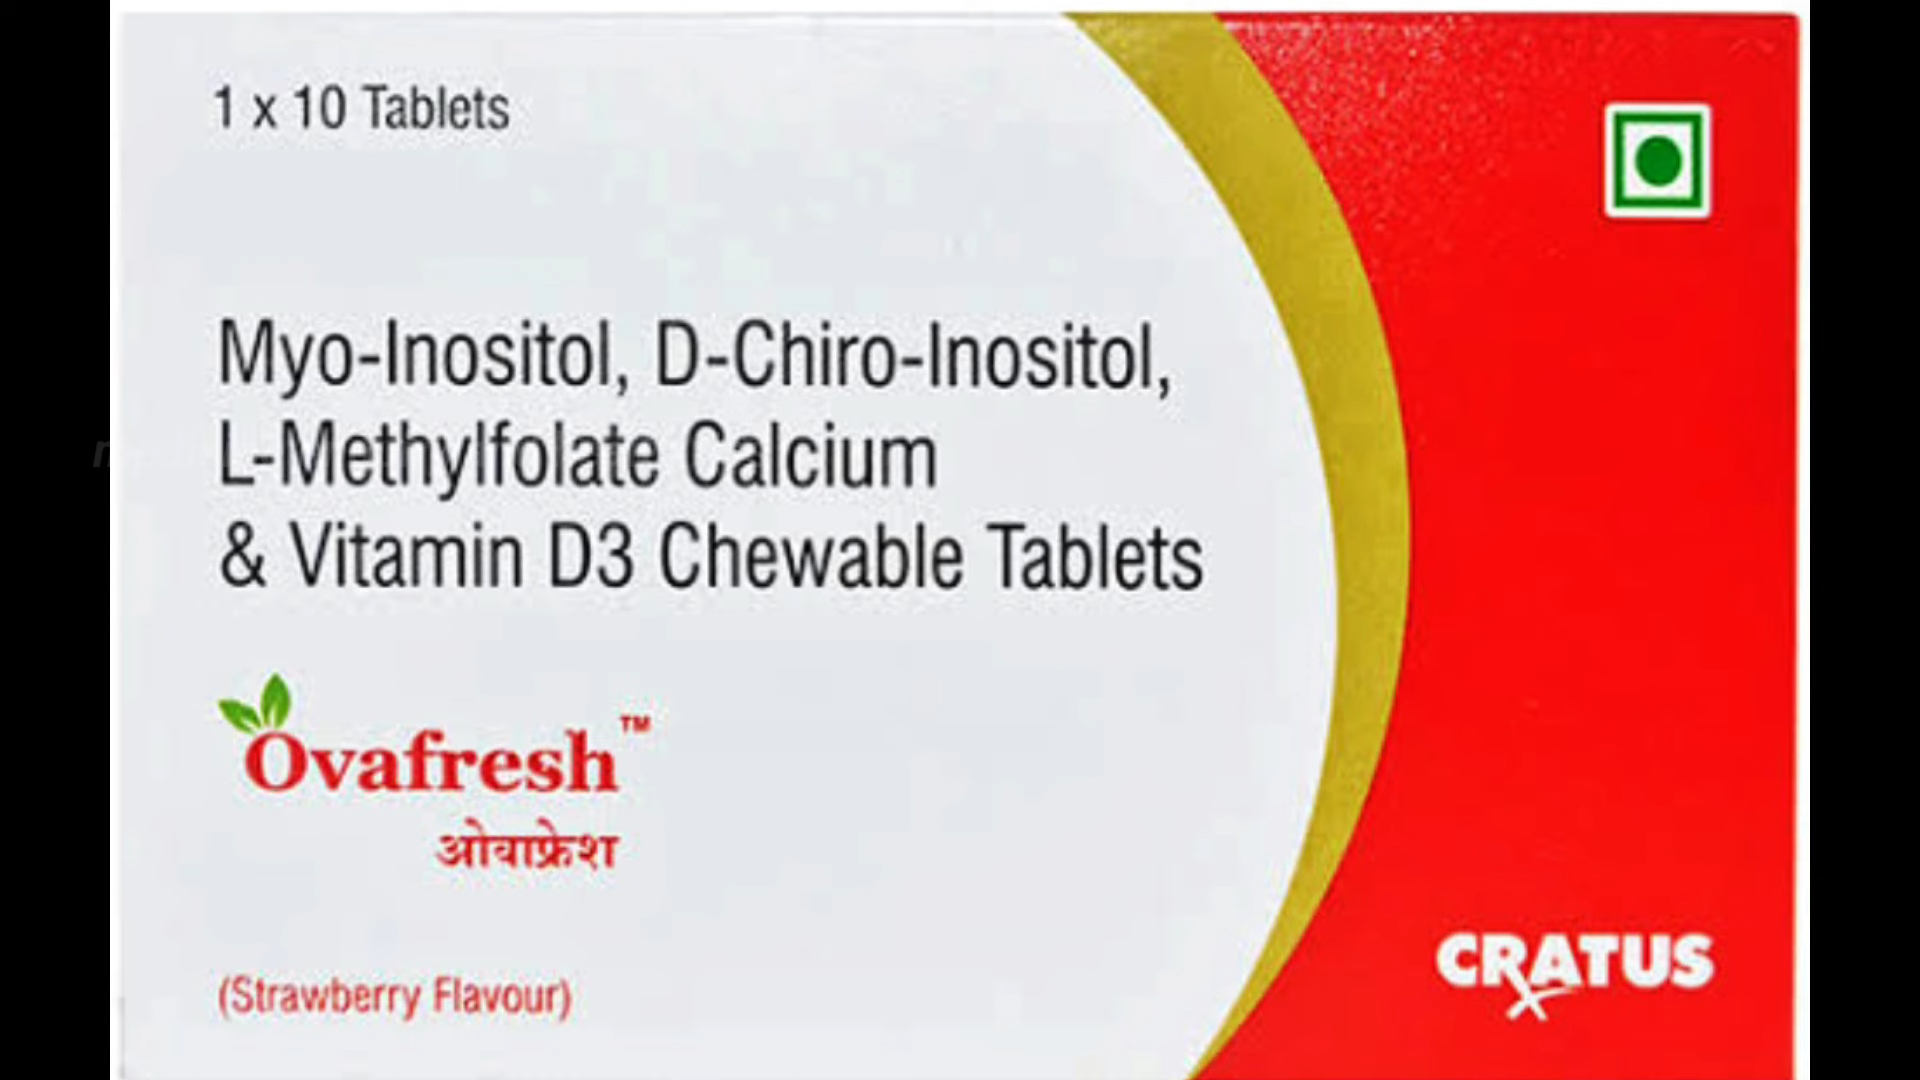 1 x 10 Tablets
Myo-Inositol, D-Chiro-Inositol,
L-Methylfolate Calcium
& Vitamin D3 Chewable Tablets
Ovafresh™
ओवाफ्रेश
(Strawberry Flavour)
CRATUS